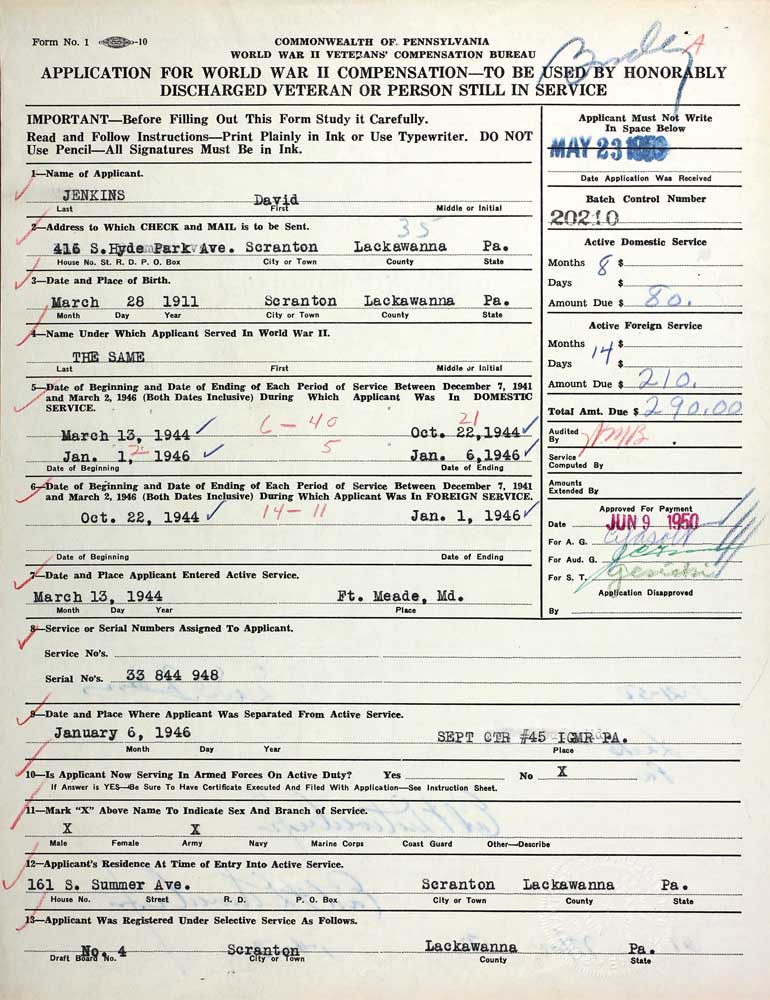 Form No. 1 -10
COMMONWEALTH OF PENNSYLVANIA
WORLD WAR II VETERANS' COMPENSATION BUREAU
APPLICATION FOR WORLD WAR II COMPENSATION—TO BE USED BY HONORABLY
DISCHARGED VETERAN OR PERSON STILL IN SERVICE
A
IMPORTANT—Before Filling Out This Form Study it Carefully.
Read and Follow Instructions—Print Plainly in Ink or Use Typewriter. DO NOT
Use Pencil—All Signatures Must Be in Ink.
1—Name of Applicant.
JENKINS David
Last First Middle or Initial
2—Address to Which CHECK and MAIL is to be Sent.
35
416 S.Hyde Park Ave. Scranton Lackawanna Pa.
House No. St. R. D. P. O. Box City or Town County State
3—Date and Place of Birth.
March 28 1911 Scranton Lackawanna Pa.
Month Day Year City or Town County State
4—Name Under Which Applicant Served In World War II.
THE SAME
Last First Middle or Initial
5—Date of Beginning and Date of Ending of Each Period of Service Between December 7, 1941
and March 2, 1946 (Both Dates Inclusive) During Which Applicant Was In DOMESTIC
SERVICE.
6-40 21
March 13, 1944 Oct. 22,1944
2 5
Jan. 1, 1946 Jan. 6,1946
Date of Beginning Date of Ending
6—Date of Beginning and Date of Ending of Each Period of Service Between December 7, 1941
and March 2, 1946 (Both Dates Inclusive) During Which Applicant Was In FOREIGN SERVICE.
Oct. 22, 1944 14-11 Jan. 1, 1946
Date of Beginning Date of Ending
7—Date and Place Applicant Entered Active Service.
March 13, 1944 Ft. Meade, Md.
Month Day Year Place
8—Service or Serial Numbers Assigned To Applicant.
Service No's.
Serial No's. 33 844 948
9—Date and Place Where Applicant Was Separated From Active Service.
January 6, 1946 SEPT CTR #45 IGMR PA.
Month Day Year Place
10—Is Applicant Now Serving In Armed Forces On Active Duty? Yes No X
If Answer is YES—Be Sure To Have Certificate Executed And Filed With Application—See Instruction Sheet.
11—Mark "X" Above Name To Indicate Sex And Branch of Service.
X X
Male Female Army Navy Marine Corps Coast Guard Other—Describe
12—Applicant's Residence At Time of Entry Into Active Service.
161 S. Summer Ave. Scranton Lackawanna Pa.
House No. Street R. D. P. O. Box City or Town County State
13—Applicant Was Registered Under Selective Service As Follows.
No. 4 Scranton Lackawanna Pa.
Draft Board No. City or Town County State
Applicant Must Not Write
In Space Below
MAY 23 1950
Date Application Was Received
Batch Control Number
20210
Active Domestic Service
Months 8 $
Days $
Amount Due $ 80.
Active Foreign Service
Months 14 $
Days $
Amount Due $ 210.
Total Amt. Due $ 290.00
Audited
By
Service
Computed By
Amounts
Extended By
Approved For Payment
Date JUN 9 1950
For A. G.
For Aud. G.
For S. T.
Application Disapproved
By